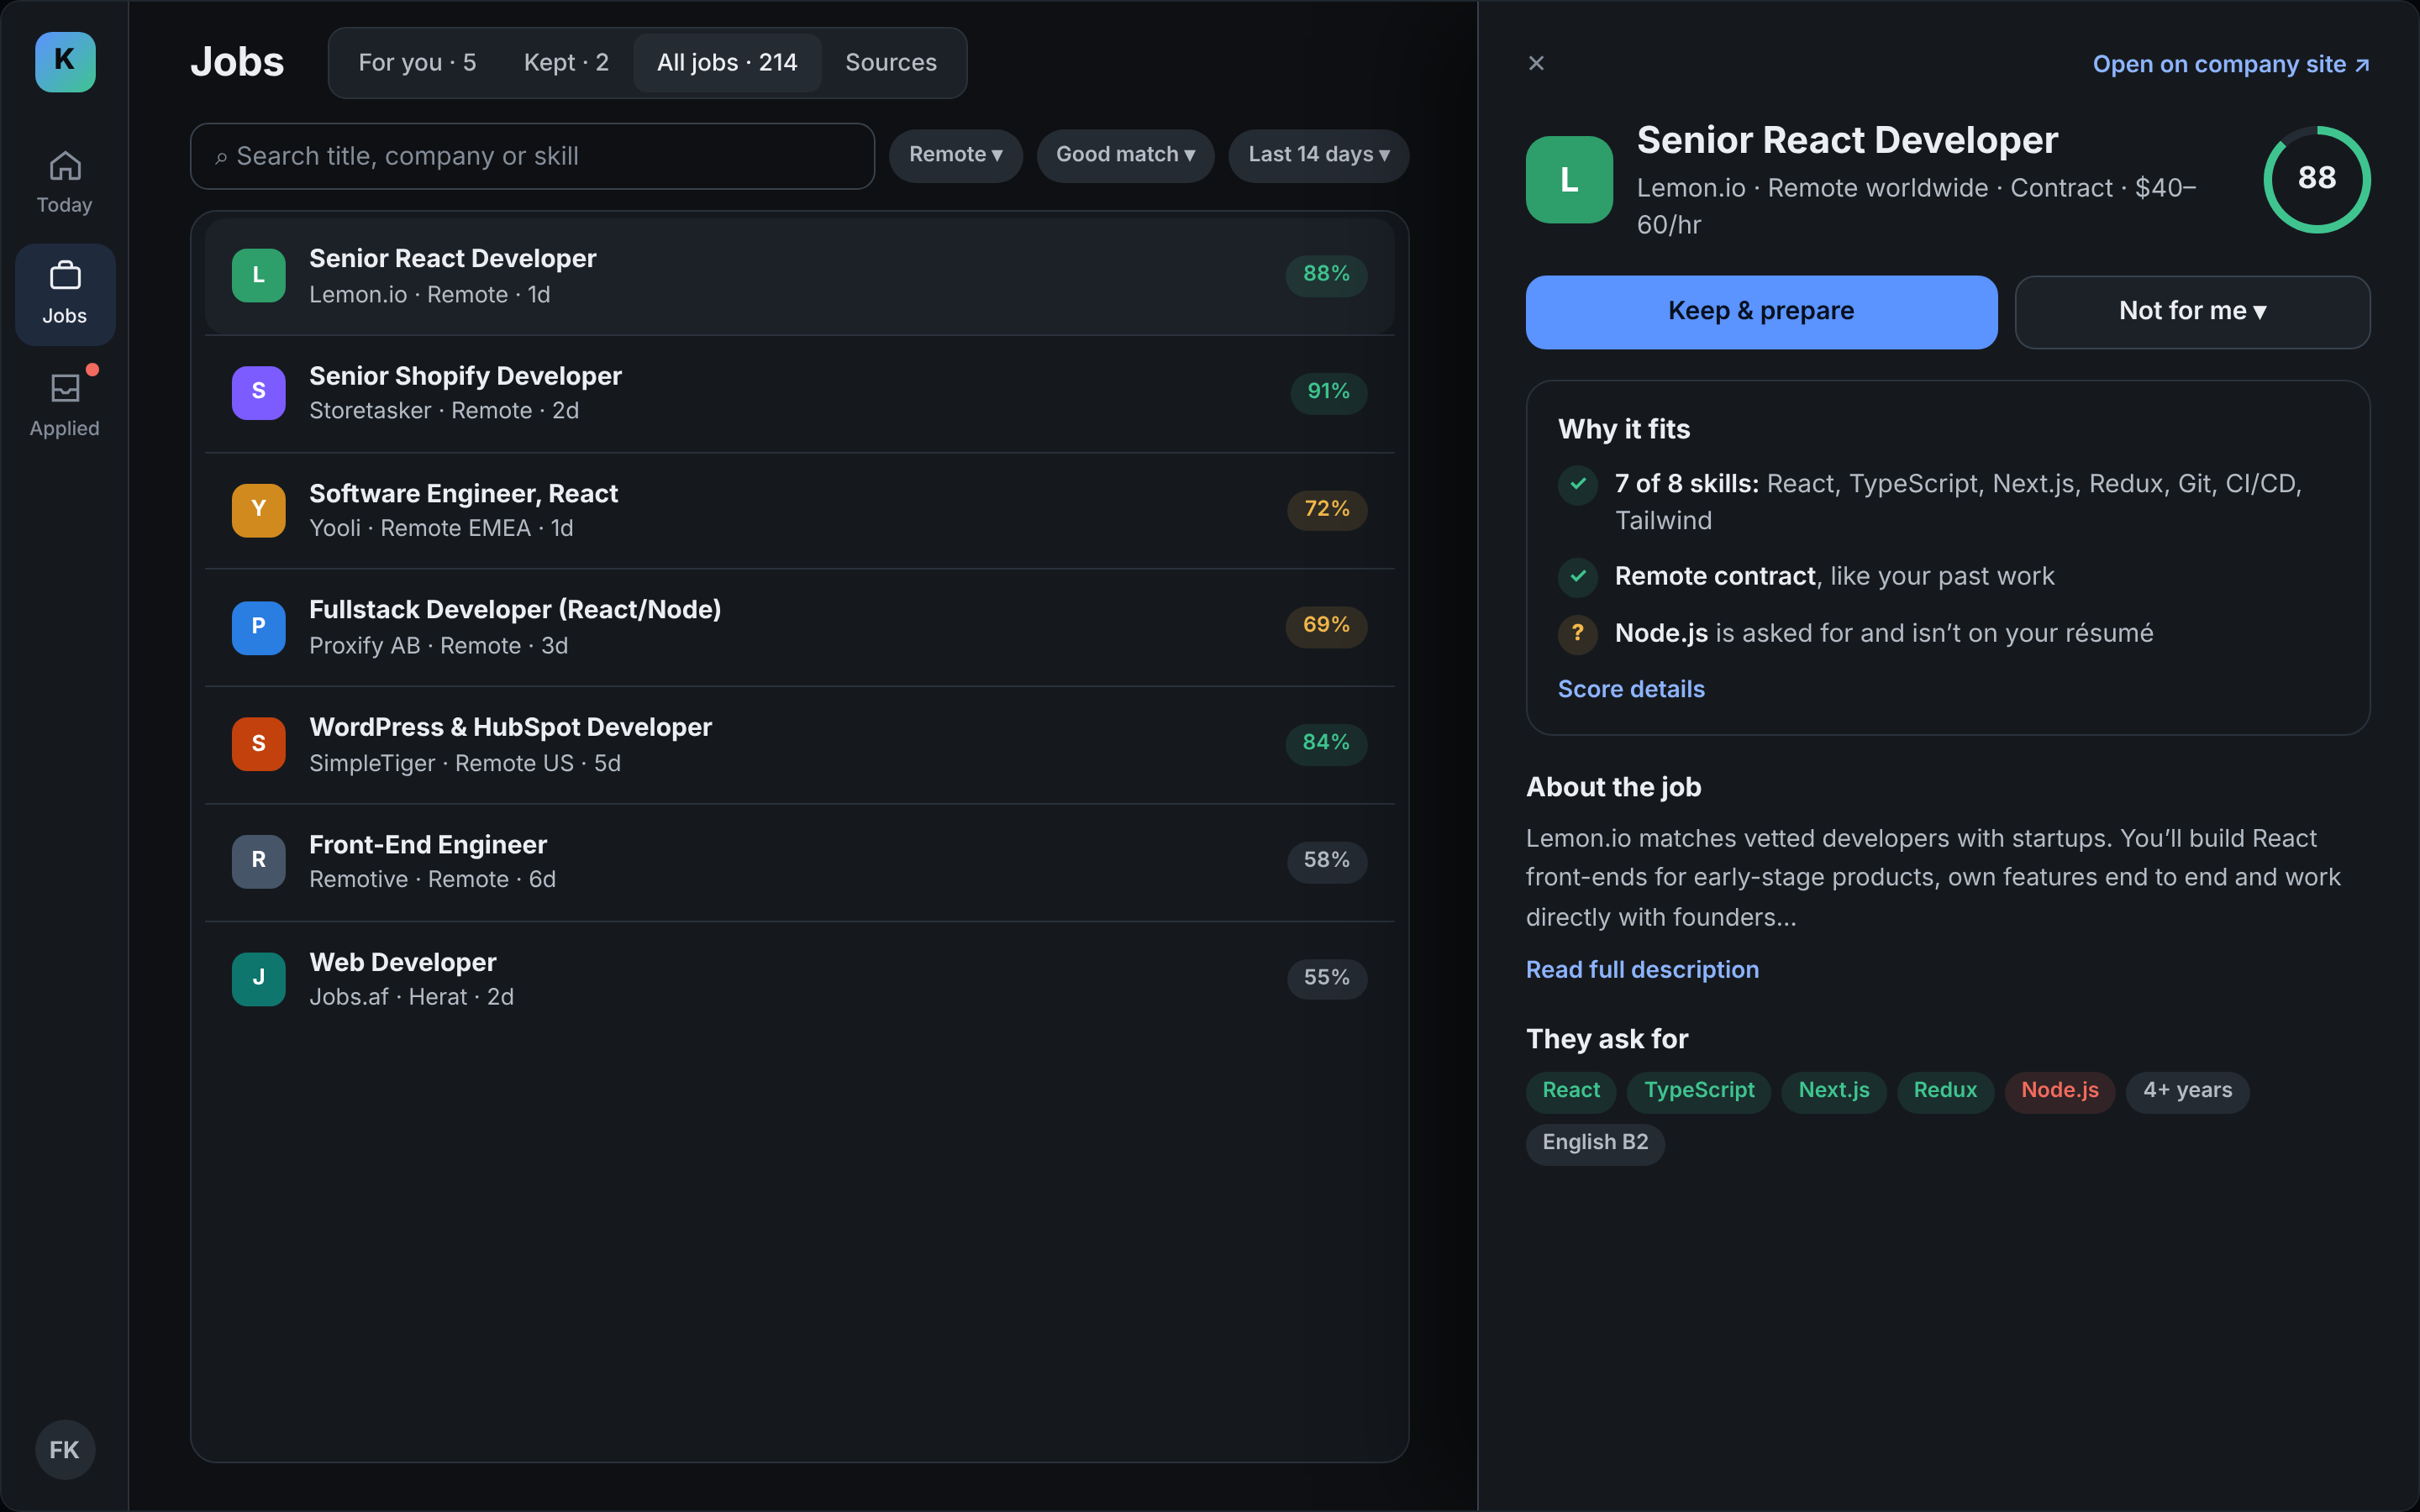 K
Today
Jobs
Applied
FK
Jobs
For you · 5
Kept · 2
All jobs · 214
Sources
Search title, company or skill
Remote ▾
Good match ▾
Last 14 days ▾
L
Senior React Developer
Lemon.io · Remote · 1d
88%
S
Senior Shopify Developer
Storetasker · Remote · 2d
91%
Y
Software Engineer, React
Yooli · Remote EMEA · 1d
72%
P
Fullstack Developer (React/Node)
Proxify AB · Remote · 3d
69%
S
WordPress & HubSpot Developer
SimpleTiger · Remote US · 5d
84%
R
Front-End Engineer
Remotive · Remote · 6d
58%
J
Web Developer
Jobs.af · Herat · 2d
55%
✕
Open on company site ↗
L
Senior React Developer
Lemon.io · Remote worldwide · Contract · $40–
60/hr
88
Keep & prepare
Not for me ▾
Why it fits
✓ 7 of 8 skills: React, TypeScript, Next.js, Redux, Git, CI/CD,
Tailwind
✓ Remote contract, like your past work
? Node.js is asked for and isn’t on your résumé
Score details
About the job
Lemon.io matches vetted developers with startups. You’ll build React
front-ends for early-stage products, own features end to end and work
directly with founders…
Read full description
They ask for
React
TypeScript
Next.js
Redux
Node.js
4+ years
English B2